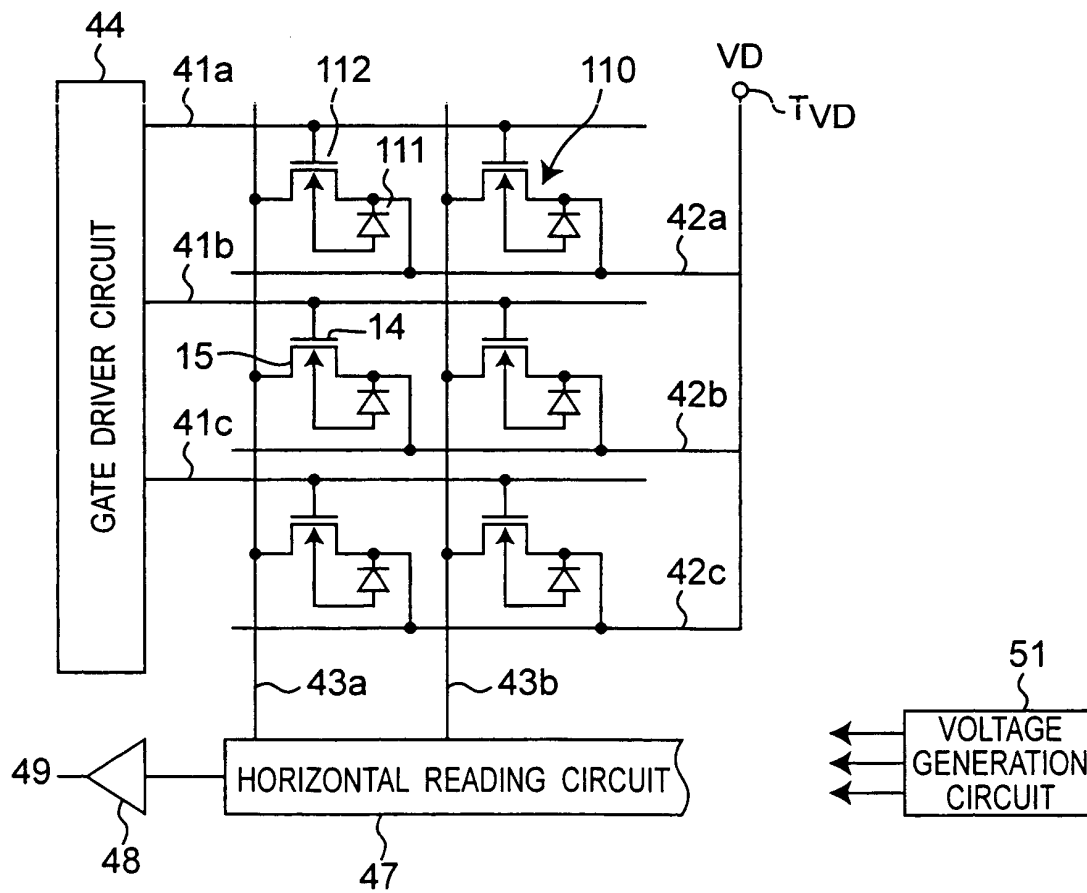 44
41a
112
110
VD
TVD
111
42a
41b
GATE DRIVER CIRCUIT
14
15
42b
41c
42c
43a
43b
51
VOLTAGE
GENERATION
CIRCUIT
49
HORIZONTAL READING CIRCUIT
48
47